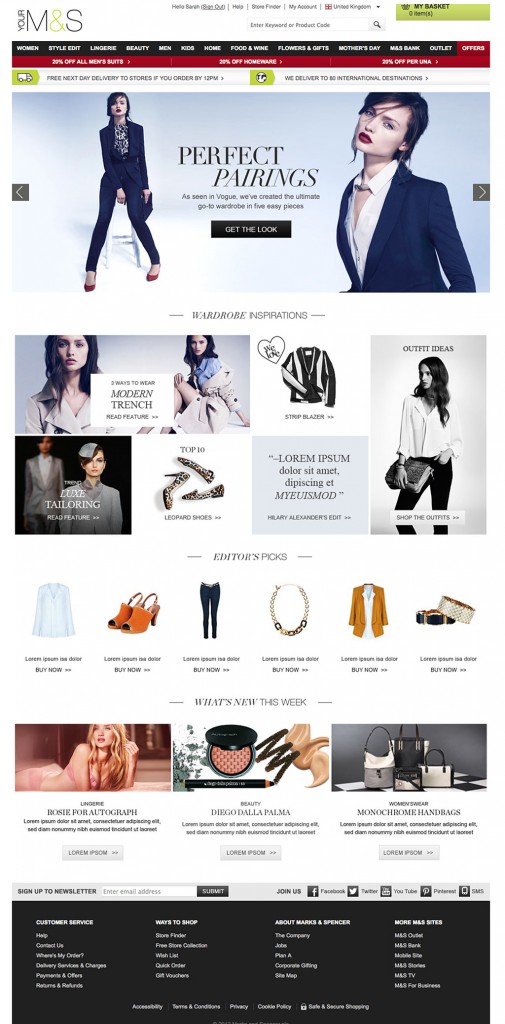 YOUR M&S
Hello Sarah (Sign Out) | Help | Store Finder | My Account | United Kingdom
MY BASKET
0 item(s)
Enter Keyword or Product Code
WOMEN STYLE EDIT LINGERIE BEAUTY MEN KIDS HOME FOOD & WINE FLOWERS & GIFTS MOTHER'S DAY M&S BANK OUTLET OFFERS
20% OFF ALL MEN'S SUITS > 20% OFF HOMEWARE > 20% OFF PER UNA >
FREE NEXT DAY DELIVERY TO STORES IF YOU ORDER BY 12PM > WE DELIVER TO 80 INTERNATIONAL DESTINATIONS >
PERFECT
PAIRINGS
As seen in Vogue, we've created the ultimate
go-to wardrobe in five easy pieces
GET THE LOOK
WARDROBE INSPIRATIONS
3 WAYS TO WEAR
MODERN
TRENCH
READ FEATURE >>
We love
STRIP BLAZER >>
OUTFIT IDEAS
SHOP THE OUTFITS >>
TREND
LUXE
TAILORING
READ FEATURE >>
TOP 10
LEOPARD SHOES >>
“–LOREM IPSUM
dolor sit amet,
dipiscing et
MYEUISMOD ”
HILARY ALEXANDER'S EDIT >>
EDITOR'S PICKS
Lorem ipsum isa dolor Lorem ipsum isa dolor Lorem ipsum isa dolor Lorem ipsum isa dolor Lorem ipsum isa dolor Lorem ipsum isa dolor
BUY NOW >> BUY NOW >> BUY NOW >> BUY NOW >> BUY NOW >> BUY NOW >>
WHAT'S NEW THIS WEEK
LINGERIE
ROSIE FOR AUTOGRAPH
Lorem ipsum dolor sit amet, consectetuer adipiscing elit,
sed diam nonummy nibh euismod tincidunt ut laoreet
LOREM IPSOM >>
BEAUTY
DIEGO DALLA PALMA
Lorem ipsum dolor sit amet, consectetuer adipiscing elit,
sed diam nonummy nibh euismod tincidunt ut laoreet
LOREM IPSOM >>
WOMEN'SWEAR
MONOCHROME HANDBAGS
Lorem ipsum dolor sit amet, consectetuer adipiscing elit,
sed diam nonummy nibh euismod tincidunt ut laoreet
LOREM IPSOM >>
SIGN UP TO NEWSLETTER Enter email address SUBMIT JOIN US Facebook Twitter You Tube Pinterest SMS
CUSTOMER SERVICE
Help
Contact Us
Where's My Order?
Delivery Services & Charges
Payments & Offers
Returns & Refunds
WAYS TO SHOP
Store Finder
Free Store Collection
Wish List
Quick Order
Gift Vouchers
ABOUT MARKS & SPENCER
The Company
Jobs
Plan A
Corporate Gifting
Site Map
MORE M&S SITES
M&S Outlet
M&S Bank
Mobile Site
M&S Stories
M&S TV
M&S For Business
Accessibility | Terms & Conditions | Privacy | Cookie Policy | Safe & Secure Shopping